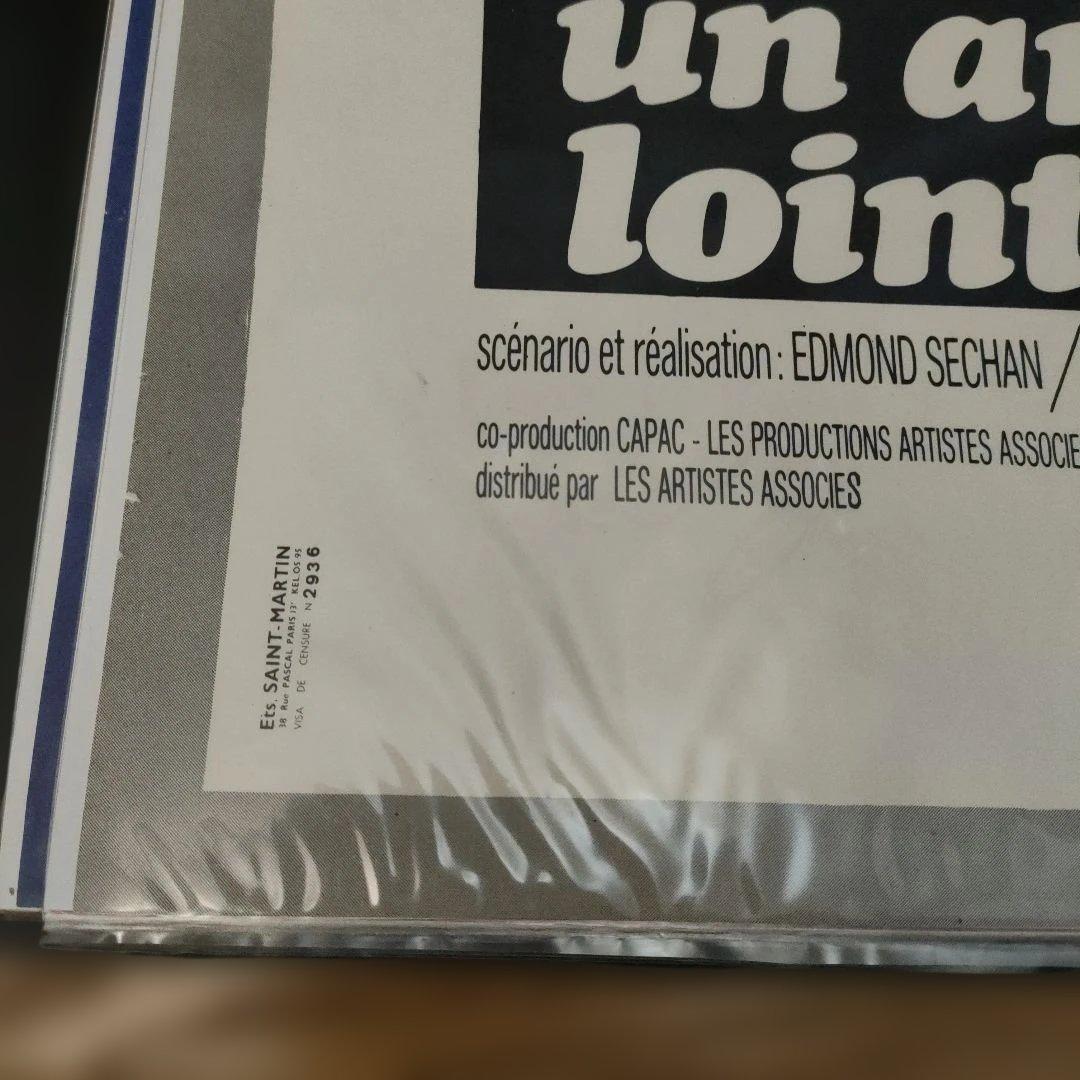 un a
loint
scénario et réalisation : EDMOND SECHAN /
co-production CAPAC - LES PRODUCTIONS ARTISTES ASSOCIE
distribué par LES ARTISTES ASSOCIES
Ets. SAINT-MARTIN
38 Rue PASCAL PARIS 13e KEL.05 95
VISA DE CENSURE N 2936